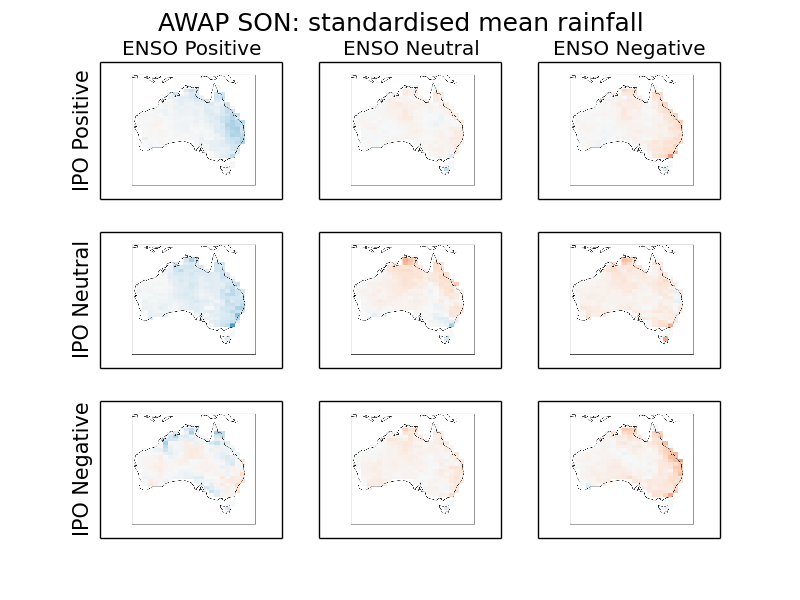 AWAP SON: standardised mean rainfall
ENSO Positive
ENSO Neutral
ENSO Negative
IPO Positive
IPO Neutral
IPO Negative